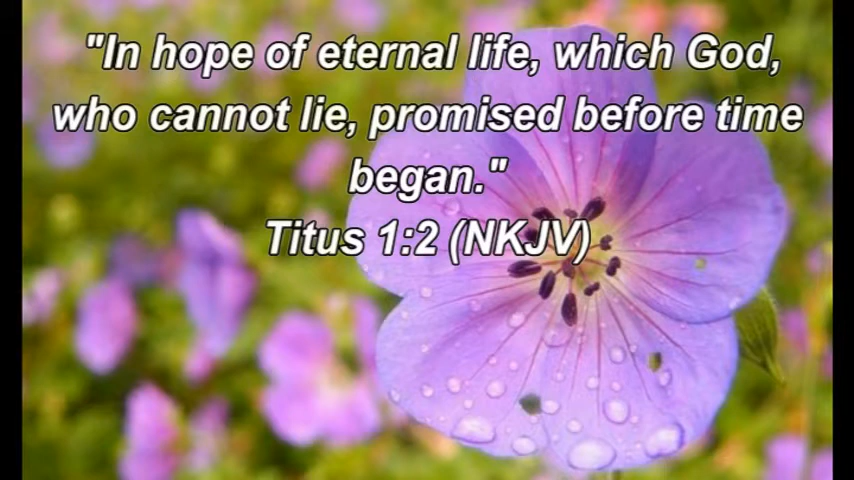 "In hope of eternal life, which God,
who cannot lie, promised before time
began."
Titus 1:2 (NKJV)